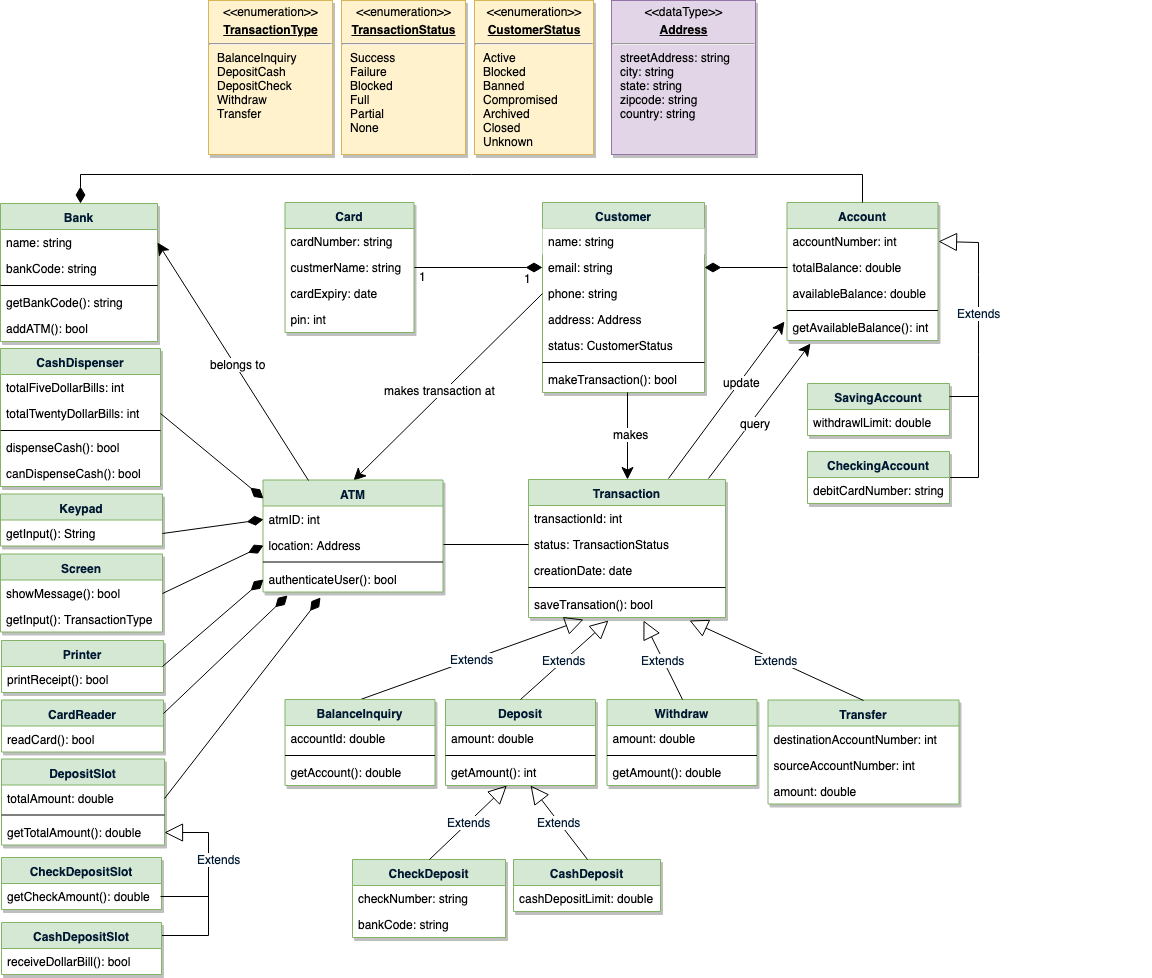 <<enumeration>>
TransactionType
BalanceInquiry
DepositCash
DepositCheck
Withdraw
Transfer
<<enumeration>>
TransactionStatus
Success
Failure
Blocked
Full
Partial
None
<<enumeration>>
CustomerStatus
Active
Blocked
Banned
Compromised
Archived
Closed
Unknown
<<dataType>>
Address
streetAddress: string
city: string
state: string
zipcode: string
country: string
Bank
name: string
bankCode: string
getBankCode(): string
addATM(): bool
Card
cardNumber: string
custmerName: string
cardExpiry: date
pin: int
1
1
Customer
name: string
email: string
phone: string
address: Address
status: CustomerStatus
makeTransaction(): bool
Account
accountNumber: int
totalBalance: double
availableBalance: double
getAvailableBalance(): int
Extends
SavingAccount
withdrawlLimit: double
CheckingAccount
debitCardNumber: string
belongs to
makes transaction at
makes
update
query
CashDispenser
totalFiveDollarBills: int
totalTwentyDollarBills: int
dispenseCash(): bool
canDispenseCash(): bool
Keypad
getInput(): String
Screen
showMessage(): bool
getInput(): TransactionType
Printer
printReceipt(): bool
CardReader
readCard(): bool
DepositSlot
totalAmount: double
getTotalAmount(): double
Extends
CheckDepositSlot
getCheckAmount(): double
CashDepositSlot
receiveDollarBill(): bool
ATM
atmID: int
location: Address
authenticateUser(): bool
Transaction
transactionId: int
status: TransactionStatus
creationDate: date
saveTransation(): bool
Extends
Extends
Extends
Extends
BalanceInquiry
accountId: double
getAccount(): double
Deposit
amount: double
getAmount(): int
Withdraw
amount: double
getAmount(): double
Transfer
destinationAccountNumber: int
sourceAccountNumber: int
amount: double
Extends
Extends
CheckDeposit
checkNumber: string
bankCode: string
CashDeposit
cashDepositLimit: double